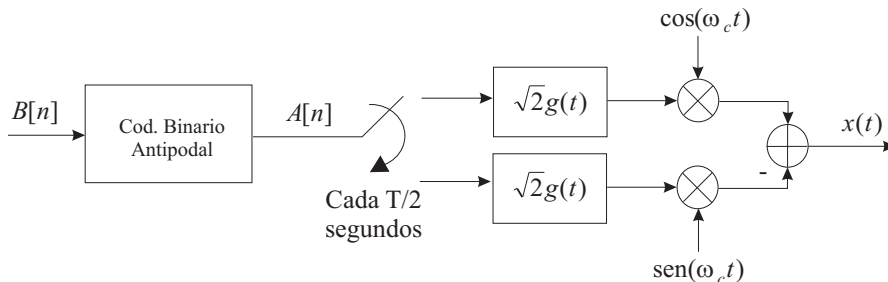 cos(ω_c t)
B[n]
Cod. Binario
Antipodal
A[n]
√2g(t)
x(t)
-
√2g(t)
Cada T/2
segundos
sen(ω_c t)